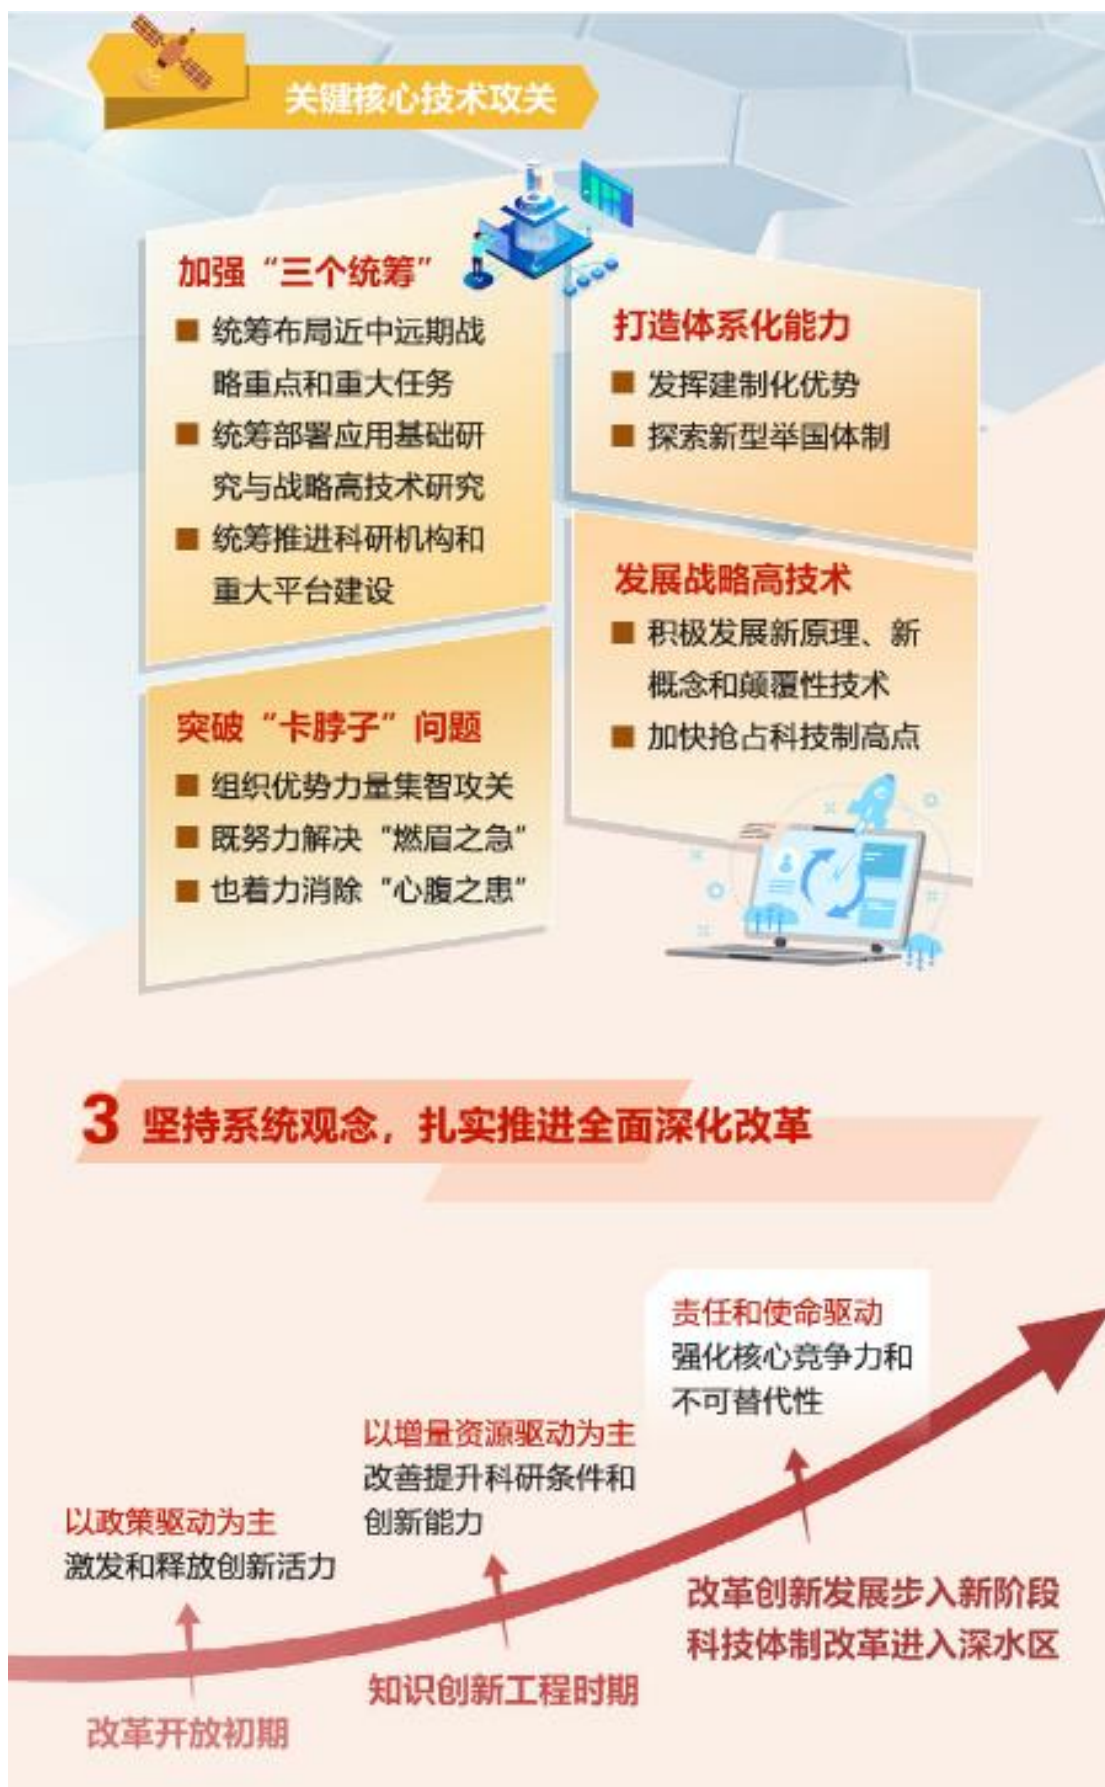 关键核心技术攻关
加强“三个统筹”
■ 统筹布局近中远期战
略重点和重大任务
■ 统筹部署应用基础研
究与战略高技术研究
■ 统筹推进科研机构和
重大平台建设
打造体系化能力
■ 发挥建制化优势
■ 探索新型举国体制
突破“卡脖子”问题
■ 组织优势力量集智攻关
■ 既努力解决“燃眉之急”
■ 也着力消除“心腹之患”
发展战略高技术
■ 积极发展新原理、新
概念和颠覆性技术
■ 加快抢占科技制高点
3 坚持系统观念，扎实推进全面深化改革
以政策驱动为主
激发和释放创新活力
改革开放初期
以增量资源驱动为主
改善提升科研条件和
创新能力
知识创新工程时期
责任和使命驱动
强化核心竞争力和
不可替代性
改革创新发展步入新阶段
科技体制改革进入深水区